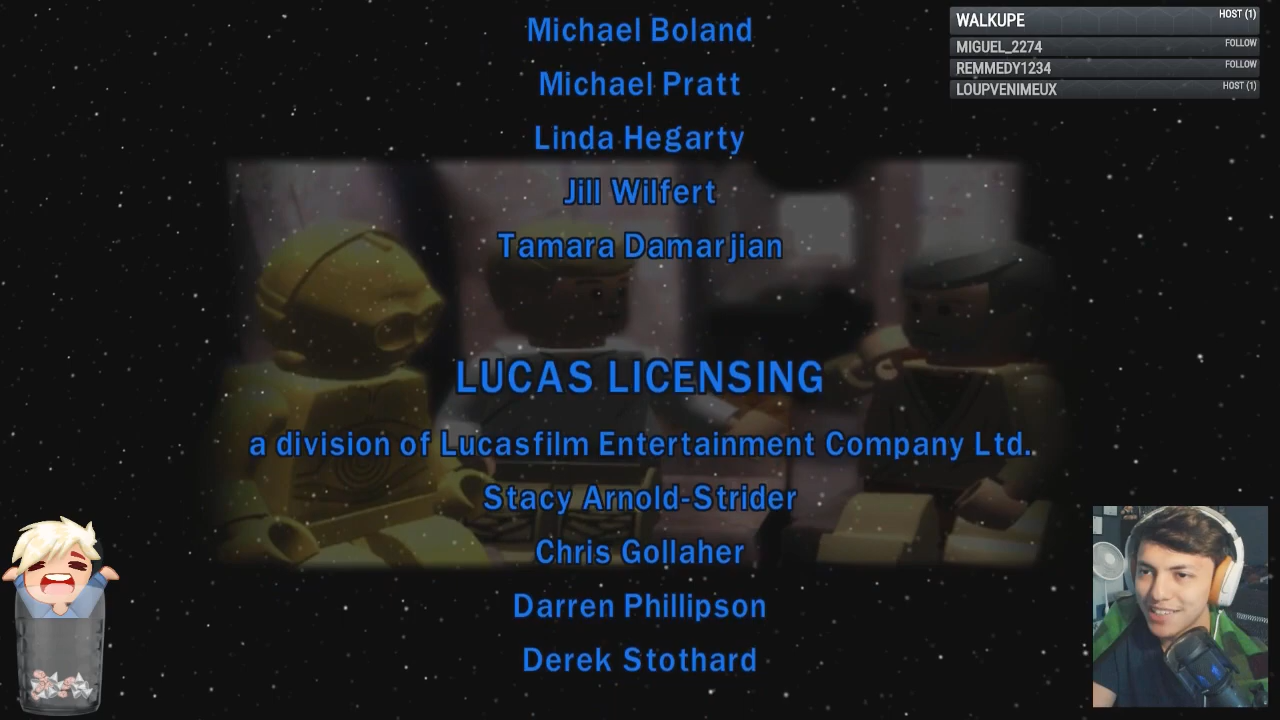 Michael Boland
Michael Pratt
Linda Hegarty
Jill Wilfert
Tamara Damarjian
LUCAS LICENSING
a division of Lucasfilm Entertainment Company Ltd.
Stacy Arnold-Strider
Chris Gollaher
Darren Phillipson
Derek Stothard
WALKUPE HOST (1)
MIGUEL_2274 FOLLOW
REMMEDY1234 FOLLOW
LOUPVENIMEUX HOST (1)